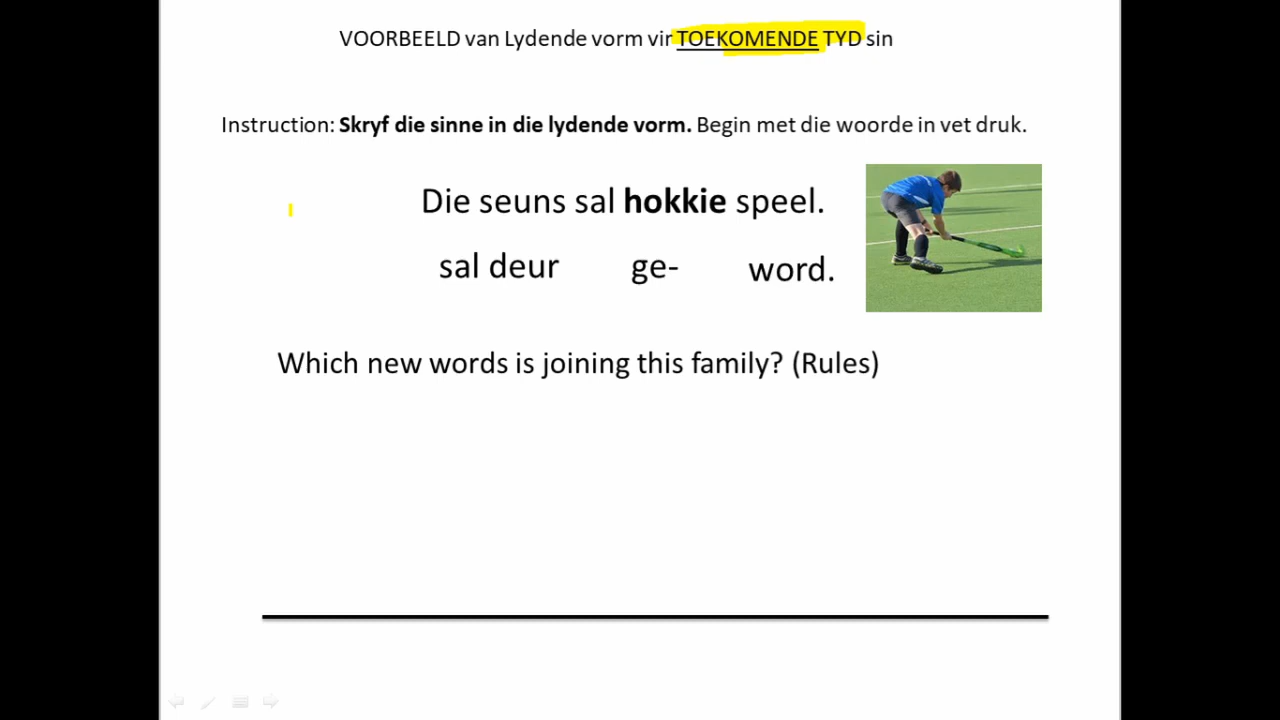 VOORBEELD van Lydende vorm vir TOEKOMENDE TYD sin
Instruction: Skryf die sinne in die lydende vorm. Begin met die woorde in vet druk.
Die seuns sal hokkie speel.
sal deur ge- word.
Which new words is joining this family? (Rules)